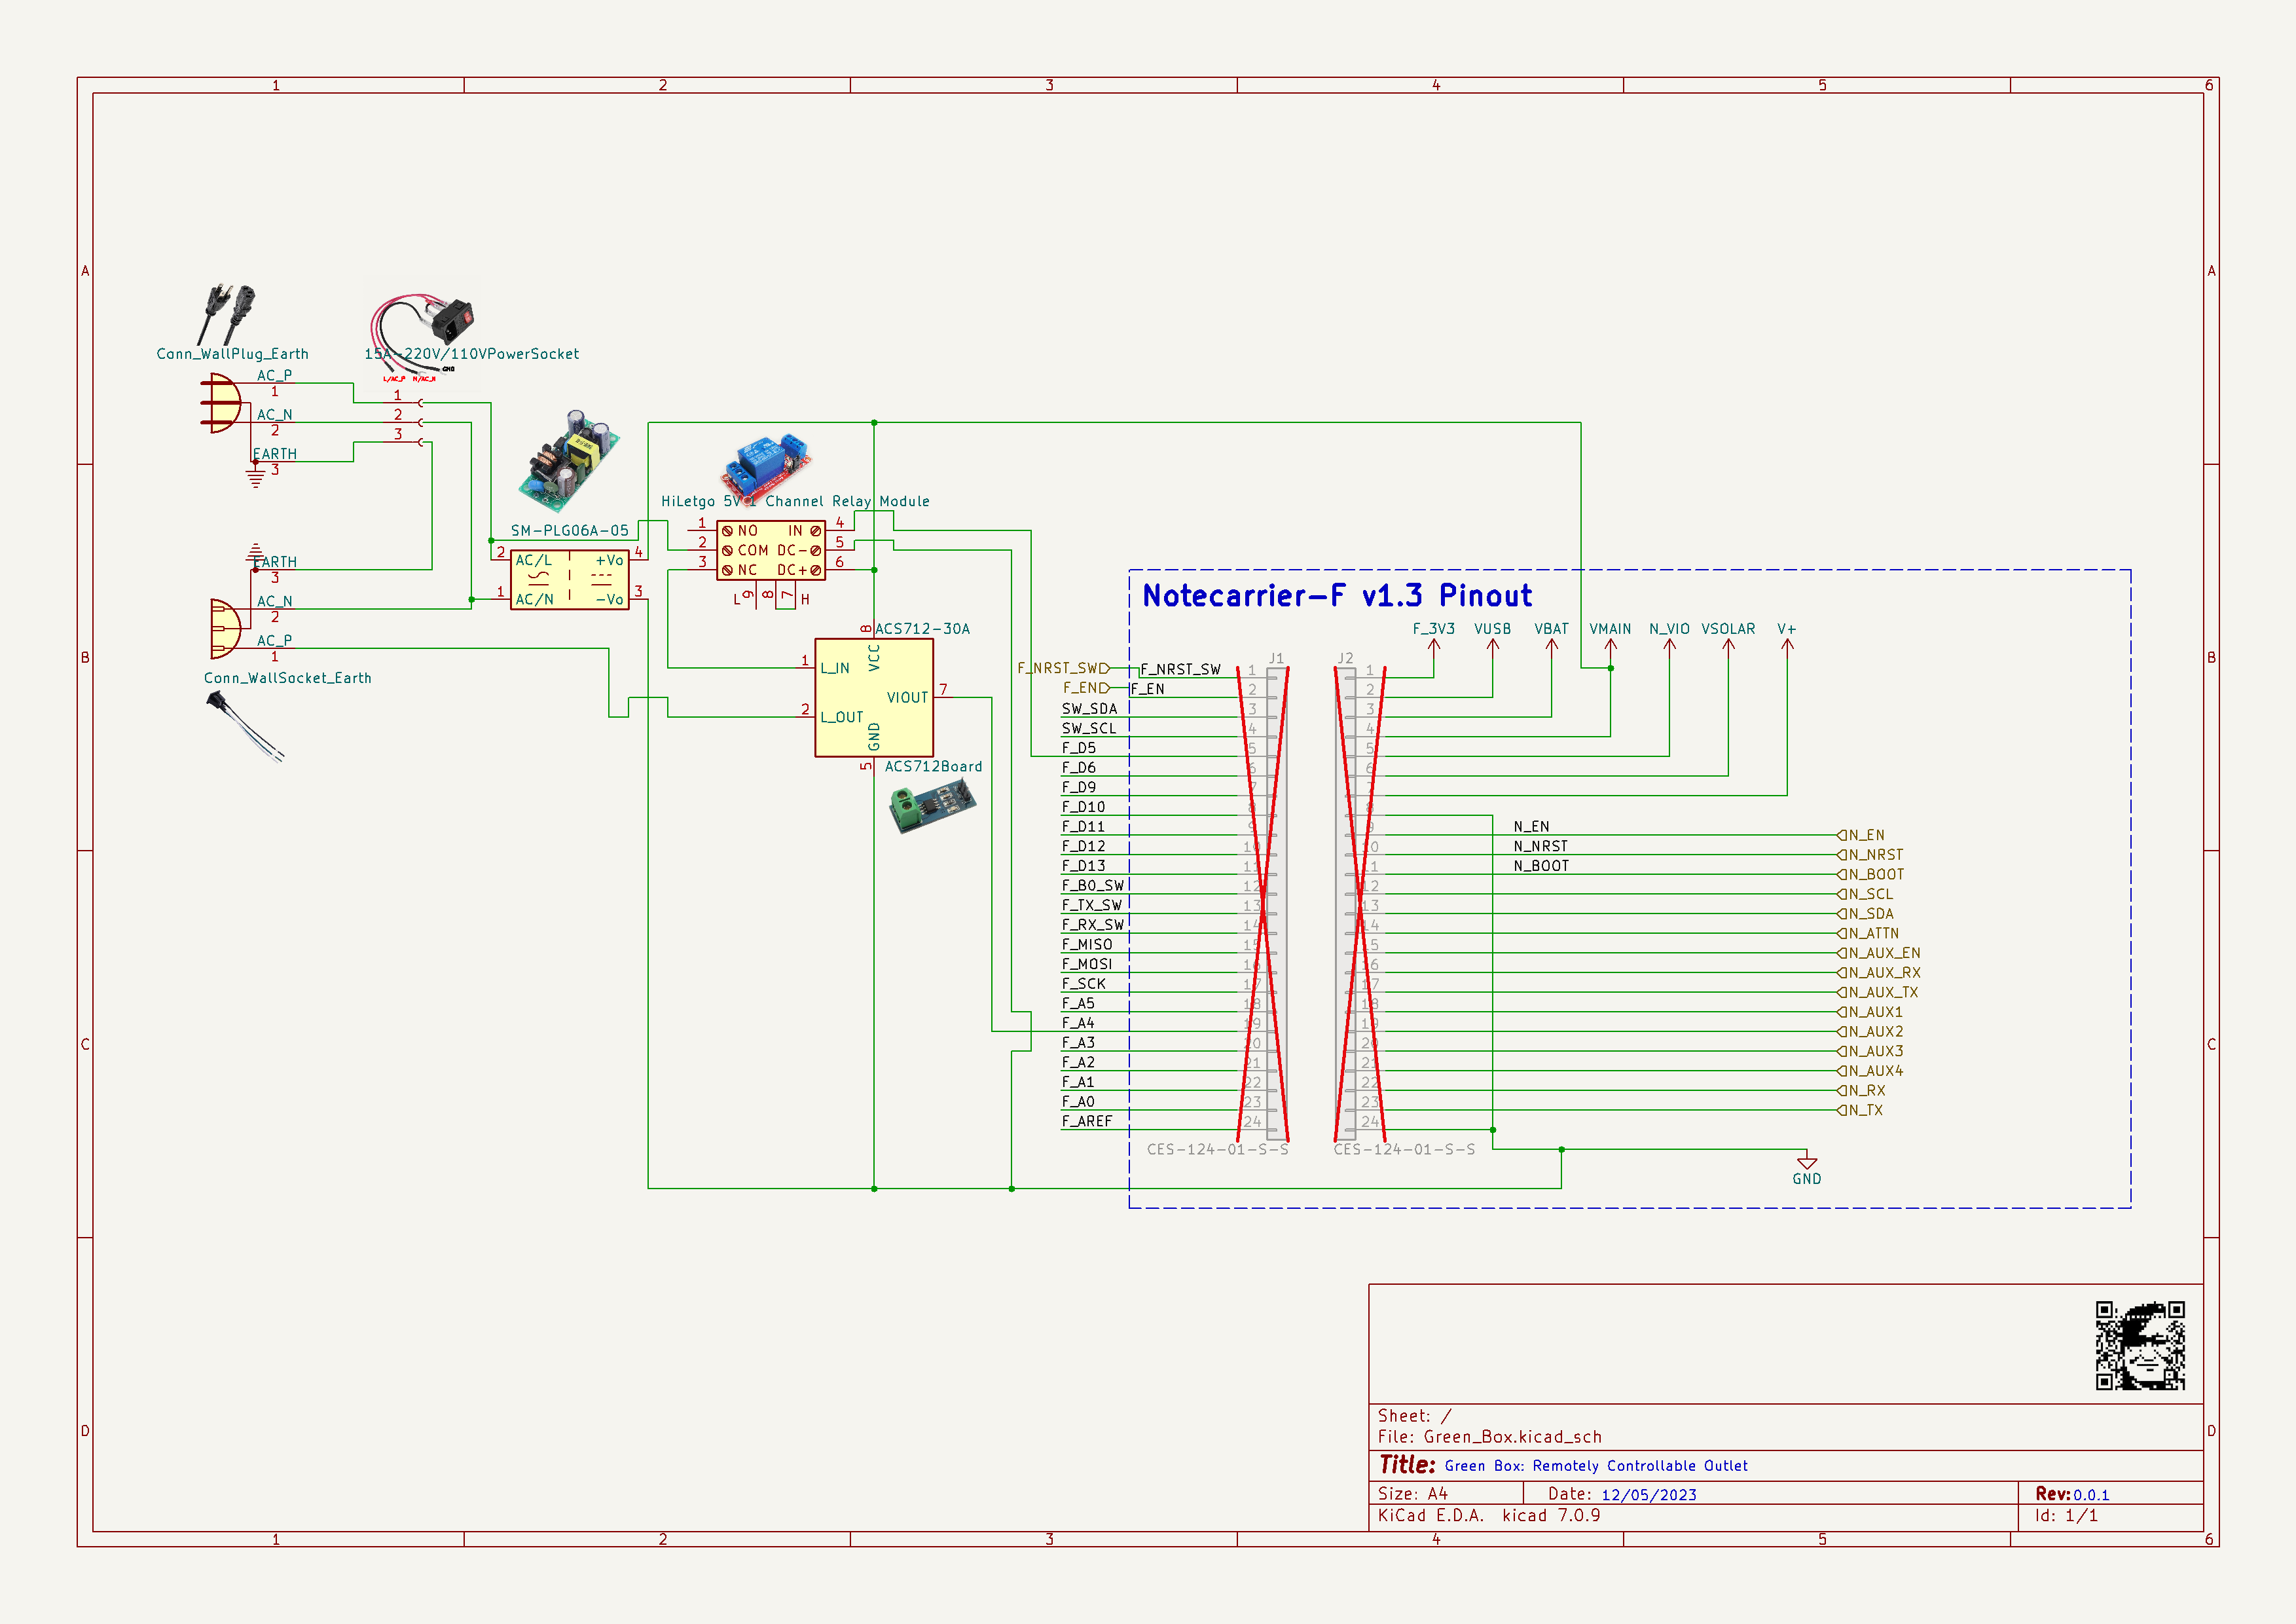 1 2 3 4 5 6
A A
B B
C C
D D
1 2 3 4 5 6
Conn_WallPlug_Earth
AC_P
1
AC_N
2
EARTH
3
15A~220V/110VPowerSocket
L/AC_P N/AC_N GND
1
2
3
EARTH
3
AC_N
2
AC_P
1
Conn_WallSocket_Earth
SM-PLG06A-05
2 AC/L +Vo 4
1 AC/N -Vo 3
HiLetgo 5V 1 Channel Relay Module
1 NO IN 4
2 COM DC- 5
3 NC DC+ 6
L 9 8 7 H
ACS712-30A
8 VCC
1 L_IN
VIOUT 7
2 L_OUT
GND 5
ACS712Board
Notecarrier-F v1.3 Pinout
F_3V3 VUSB VBAT VMAIN N_VIO VSOLAR V+
J1 J2
F_NRST_SW F_NRST_SW 1
F_EN F_EN 2
SW_SDA 3
SW_SCL 4
F_D5 5
F_D6 6
F_D9 7
F_D10 8
F_D11 9
F_D12 10
F_D13 11
F_B0_SW 12
F_TX_SW 13
F_RX_SW 14
F_MISO 15
F_MOSI 16
F_SCK 17
F_A5 18
F_A4 19
F_A3 20
F_A2 21
F_A1 22
F_A0 23
F_AREF 24
CES-124-01-S-S
1
2
3
4
5
6
7
8
9 N_EN N_EN
10 N_NRST N_NRST
11 N_BOOT N_BOOT
12 N_SCL
13 N_SDA
14 N_ATTN
15 N_AUX_EN
16 N_AUX_RX
17 N_AUX_TX
18 N_AUX1
19 N_AUX2
20 N_AUX3
21 N_AUX4
22 N_RX
23 N_TX
24
CES-124-01-S-S
GND
Sheet: /
File: Green_Box.kicad_sch
Title: Green Box: Remotely Controllable Outlet
Size: A4 Date: 12/05/2023 Rev: 0.0.1
KiCad E.D.A. kicad 7.0.9 Id: 1/1